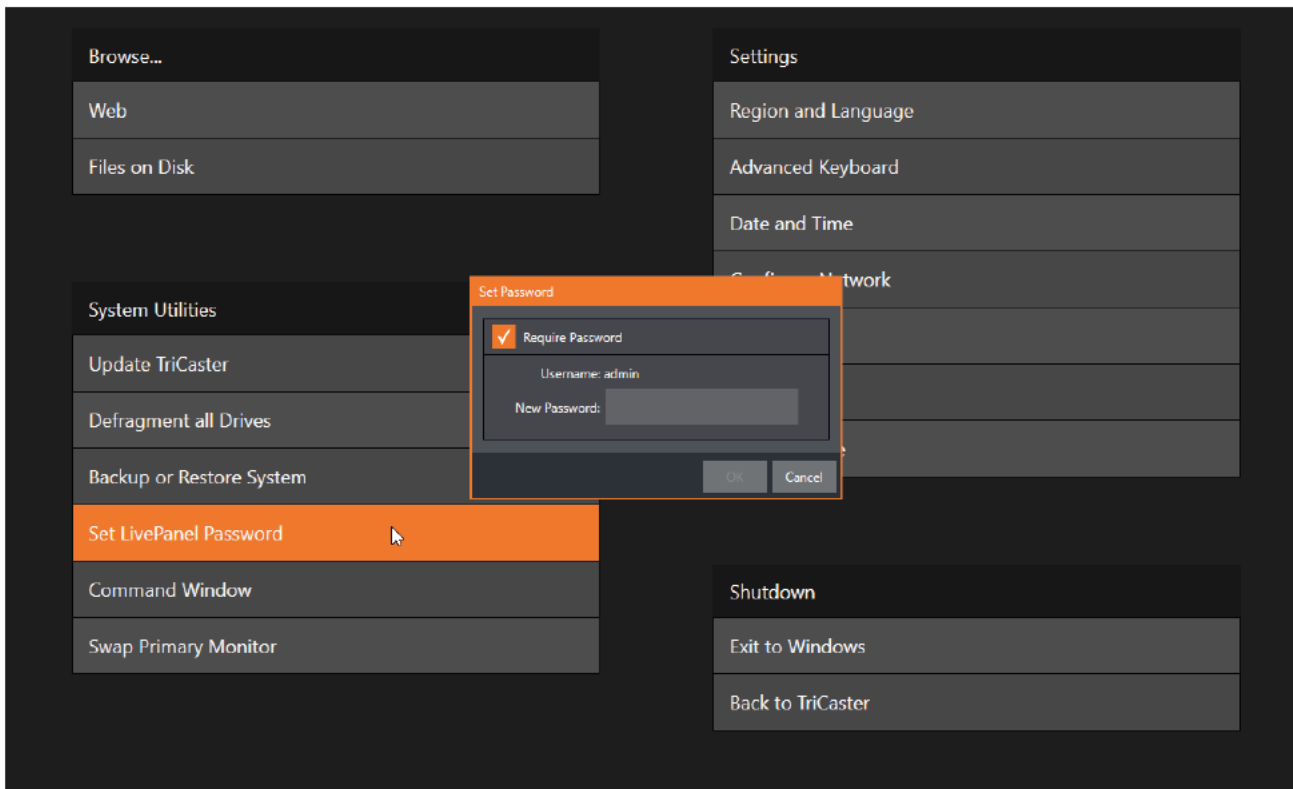 Browse...
Web
Files on Disk
System Utilities
Update TriCaster
Defragment all Drives
Backup or Restore System
Set LivePanel Password
Command Window
Swap Primary Monitor
Settings
Region and Language
Advanced Keyboard
Date and Time
Set Password
Require Password
Username: admin
New Password:
OK
Cancel
Shutdown
Exit to Windows
Back to TriCaster